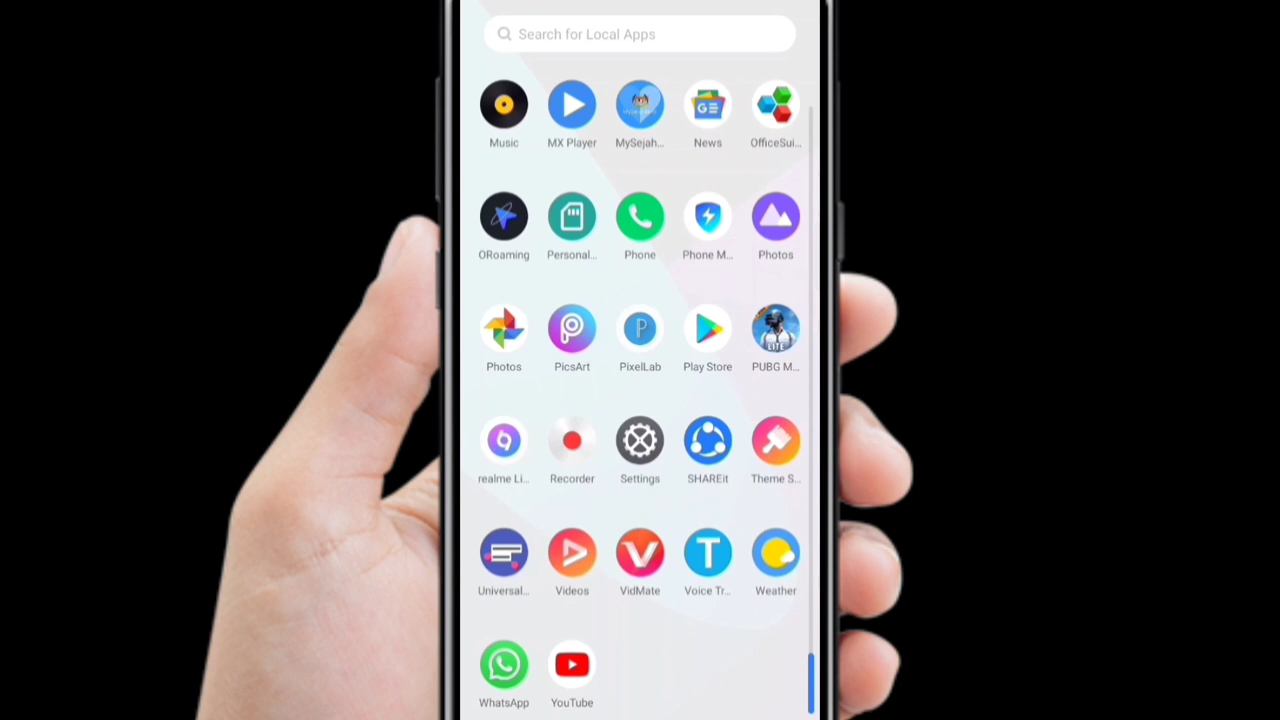 Search for Local Apps
Music MX Player MySejah... News OfficeSui...
ORoaming Personal... Phone Phone M... Photos
LITE
Photos PicsArt PixelLab Play Store PUBG M...
realme Li... Recorder Settings SHAREit Theme S...
Universal... Videos VidMate Voice Tr... Weather
WhatsApp YouTube